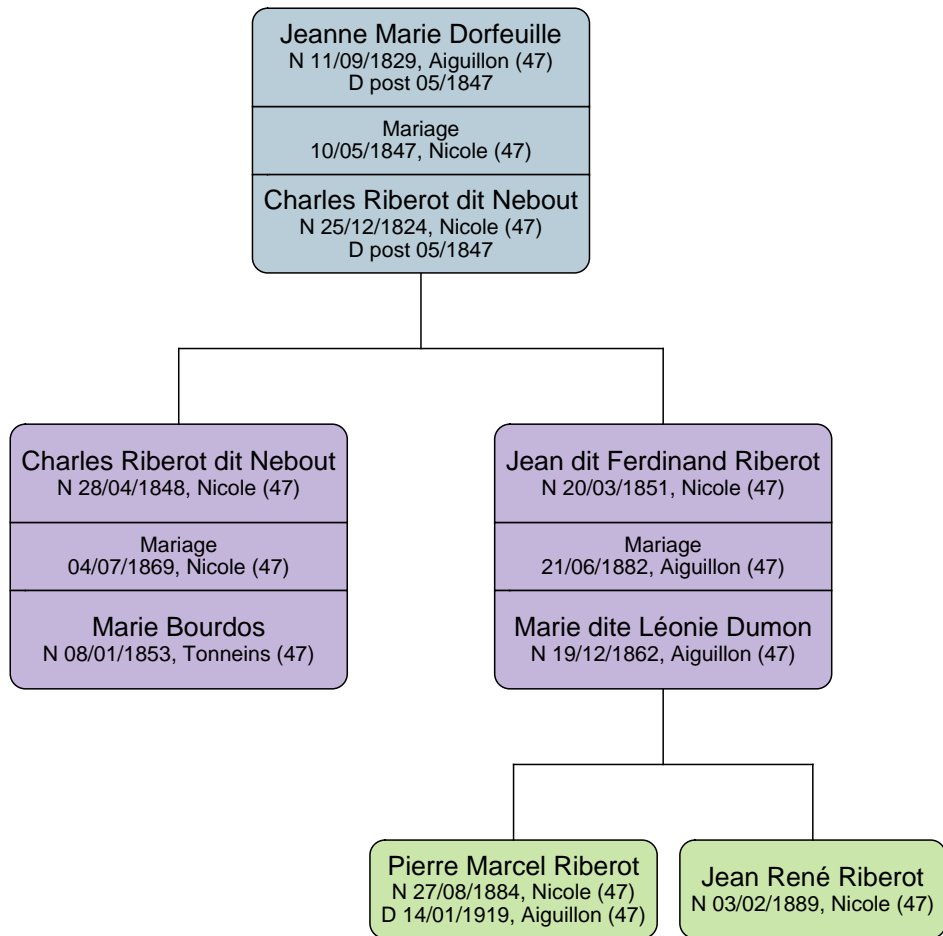 Jeanne Marie Dorfeuille
N 11/09/1829, Aiguillon (47)
D post 05/1847
Mariage
10/05/1847, Nicole (47)
Charles Riberot dit Nebout
N 25/12/1824, Nicole (47)
D post 05/1847
Charles Riberot dit Nebout
N 28/04/1848, Nicole (47)
Mariage
04/07/1869, Nicole (47)
Marie Bourdos
N 08/01/1853, Tonneins (47)
Jean dit Ferdinand Riberot
N 20/03/1851, Nicole (47)
Mariage
21/06/1882, Aiguillon (47)
Marie dite Léonie Dumon
N 19/12/1862, Aiguillon (47)
Pierre Marcel Riberot
N 27/08/1884, Nicole (47)
D 14/01/1919, Aiguillon (47)
Jean René Riberot
N 03/02/1889, Nicole (47)